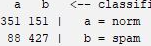 a b <-- classifi
351 151 | a = norm
88 427 | b = spam